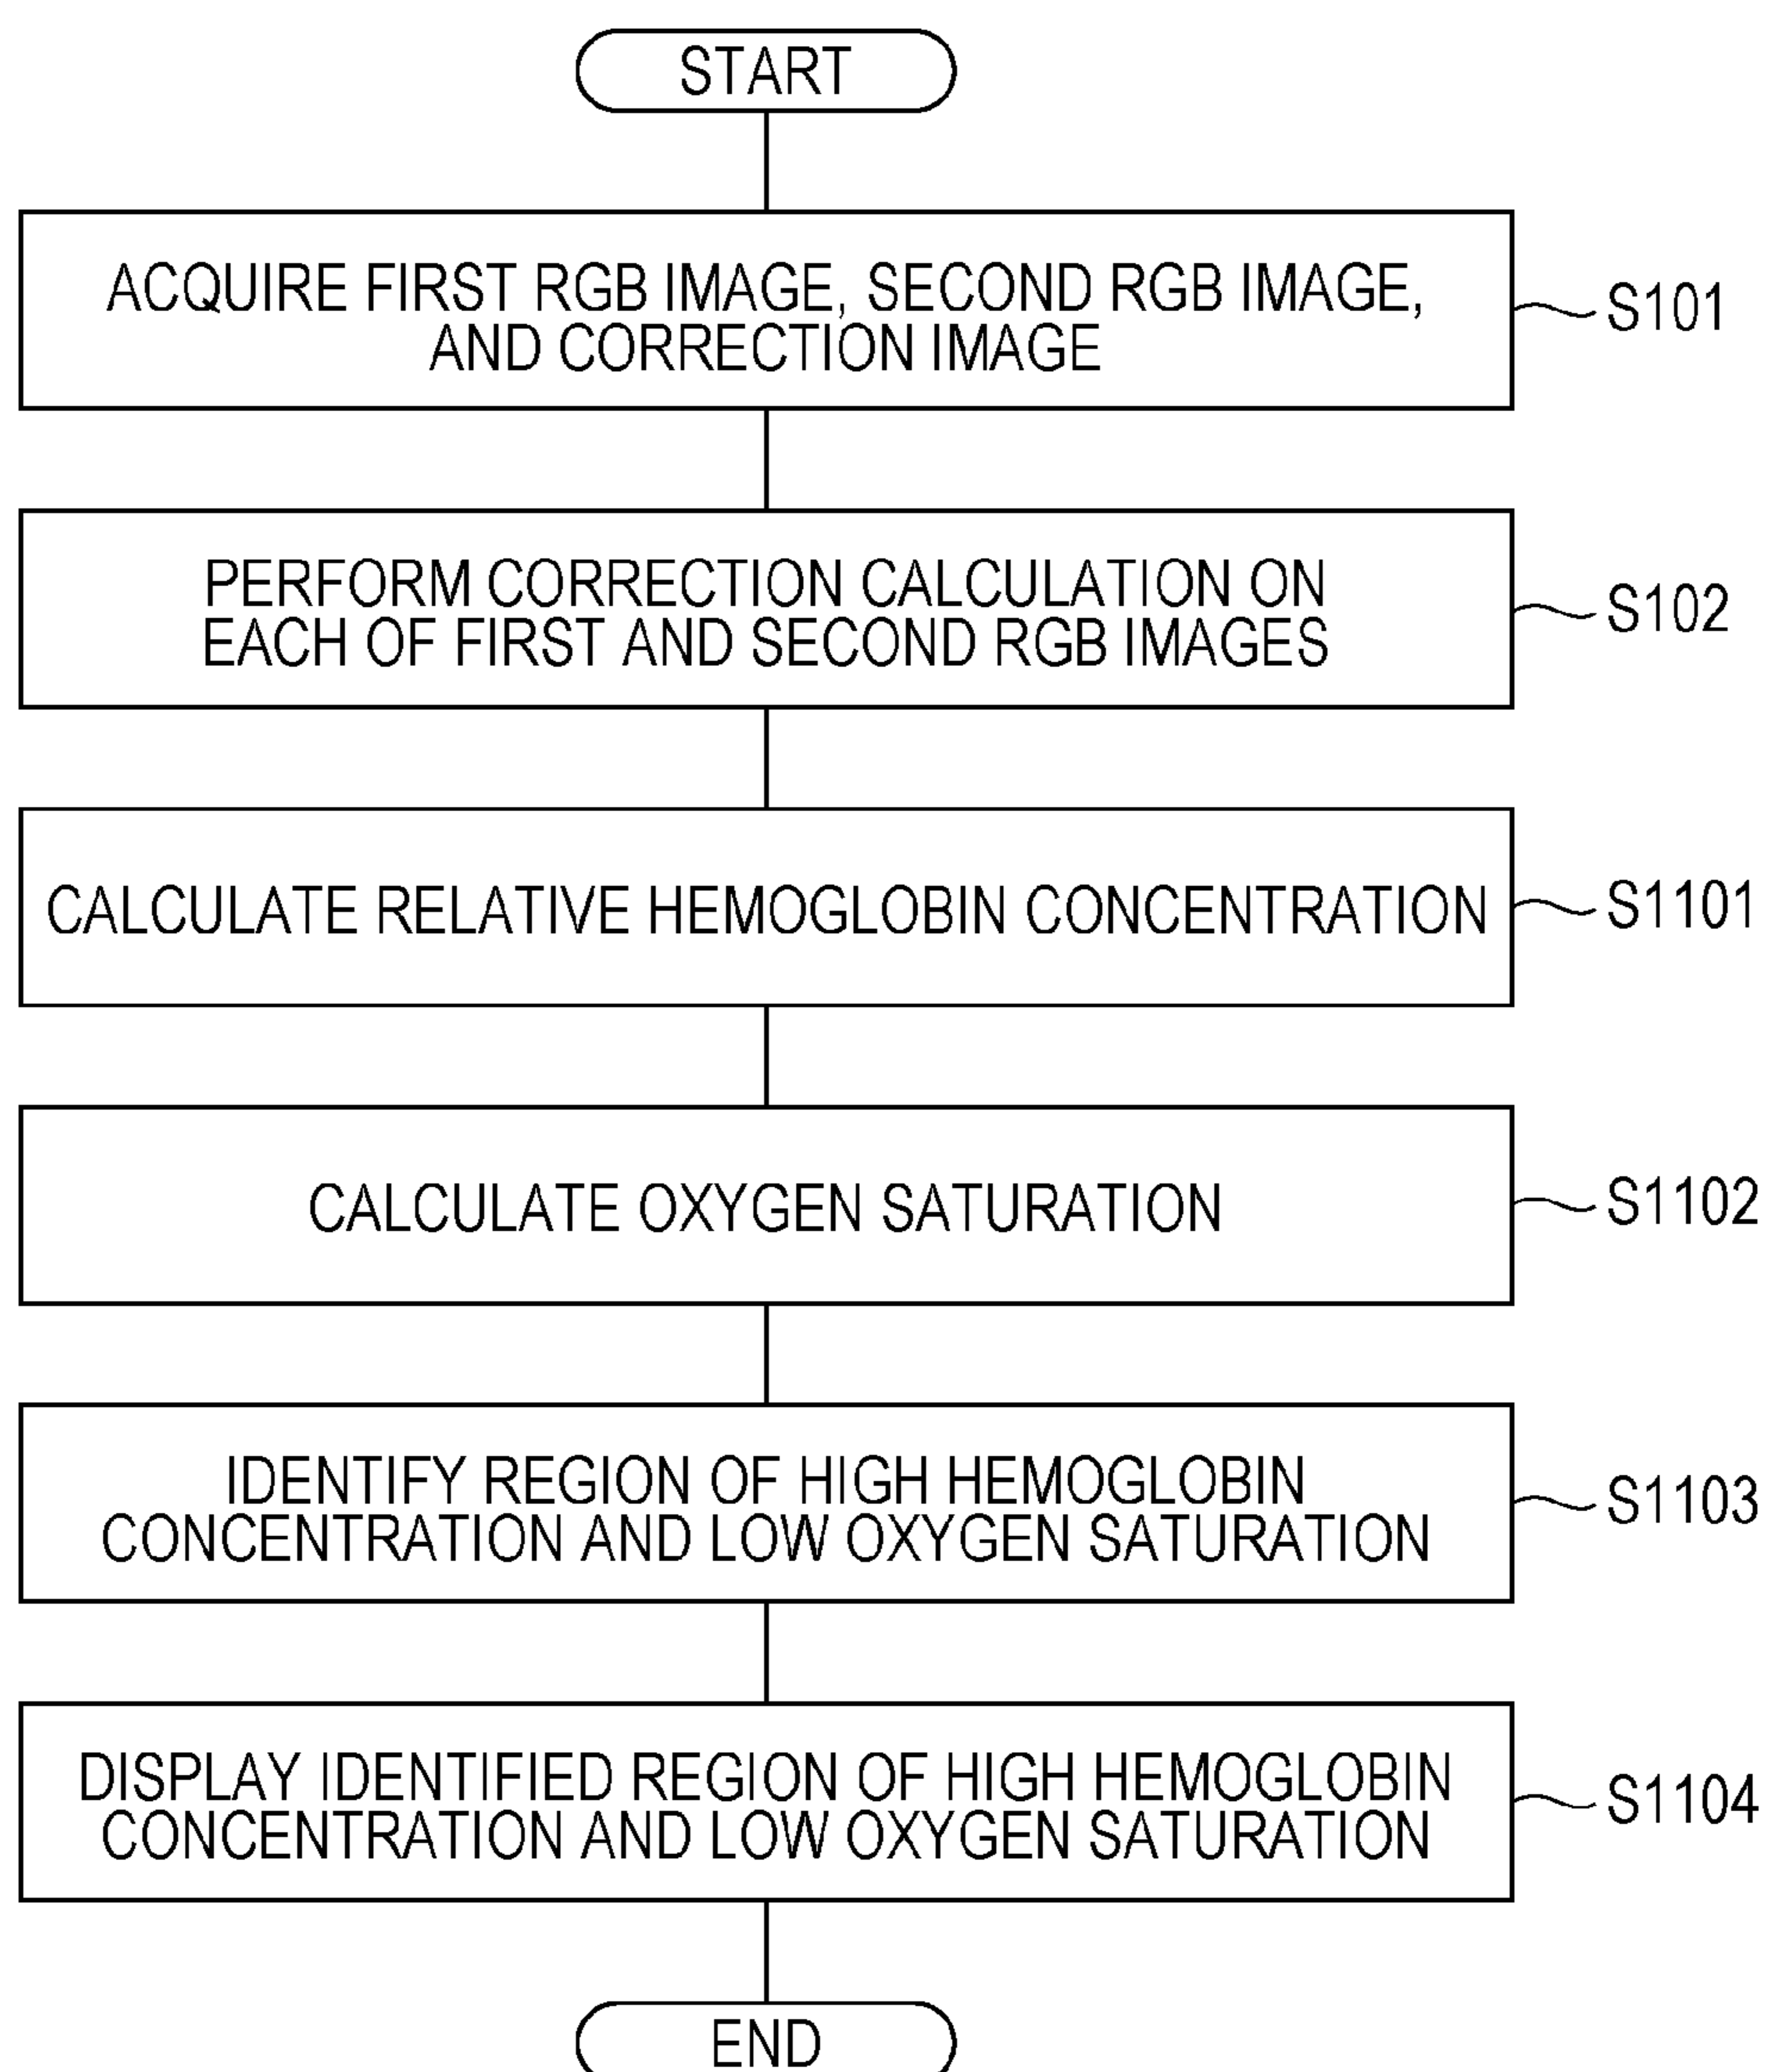 START
ACQUIRE FIRST RGB IMAGE, SECOND RGB IMAGE,
AND CORRECTION IMAGE
S101
PERFORM CORRECTION CALCULATION ON
EACH OF FIRST AND SECOND RGB IMAGES
S102
CALCULATE RELATIVE HEMOGLOBIN CONCENTRATION
S1101
CALCULATE OXYGEN SATURATION
S1102
IDENTIFY REGION OF HIGH HEMOGLOBIN
CONCENTRATION AND LOW OXYGEN SATURATION
S1103
DISPLAY IDENTIFIED REGION OF HIGH HEMOGLOBIN
CONCENTRATION AND LOW OXYGEN SATURATION
S1104
END